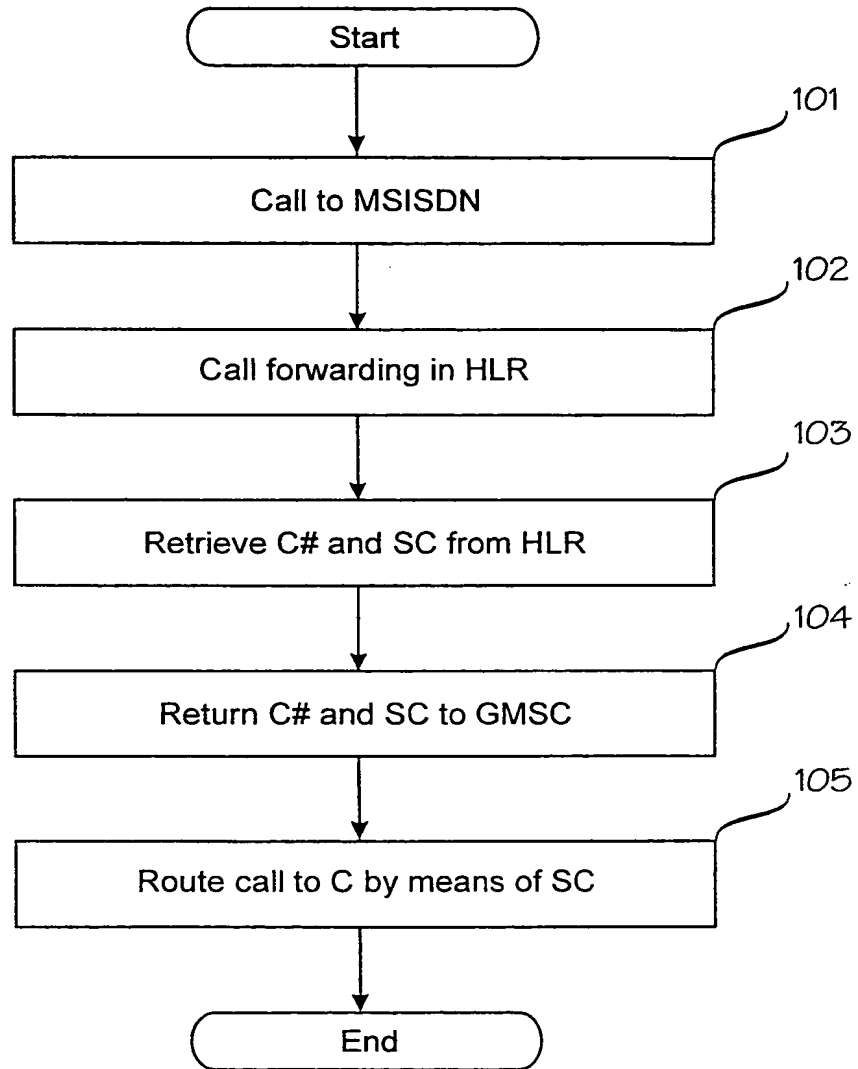 Start
101
Call to MSISDN
102
Call forwarding in HLR
103
Retrieve C# and SC from HLR
104
Return C# and SC to GMSC
105
Route call to C by means of SC
End